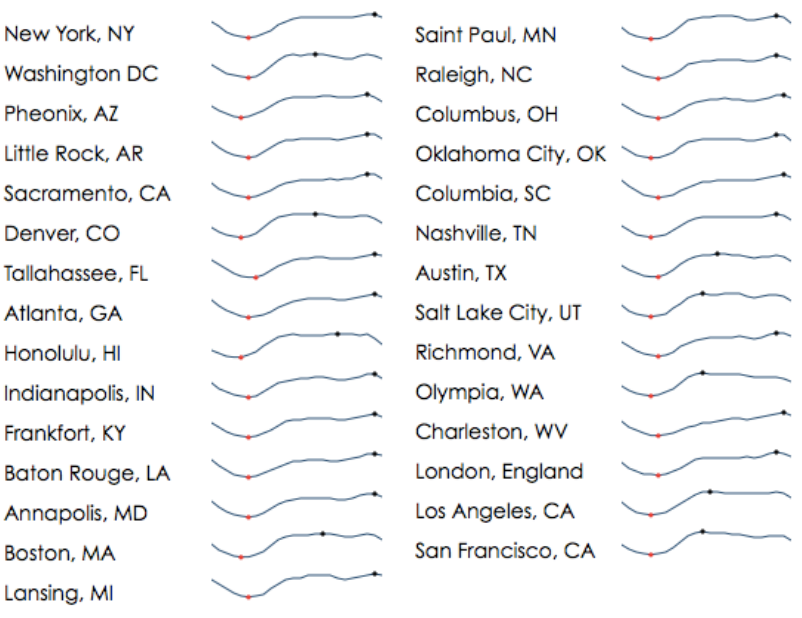 New York, NY
Washington DC
Pheonix, AZ
Little Rock, AR
Sacramento, CA
Denver, CO
Tallahassee, FL
Atlanta, GA
Honolulu, HI
Indianapolis, IN
Frankfort, KY
Baton Rouge, LA
Annapolis, MD
Boston, MA
Lansing, MI
Saint Paul, MN
Raleigh, NC
Columbus, OH
Oklahoma City, OK
Columbia, SC
Nashville, TN
Austin, TX
Salt Lake City, UT
Richmond, VA
Olympia, WA
Charleston, WV
London, England
Los Angeles, CA
San Francisco, CA